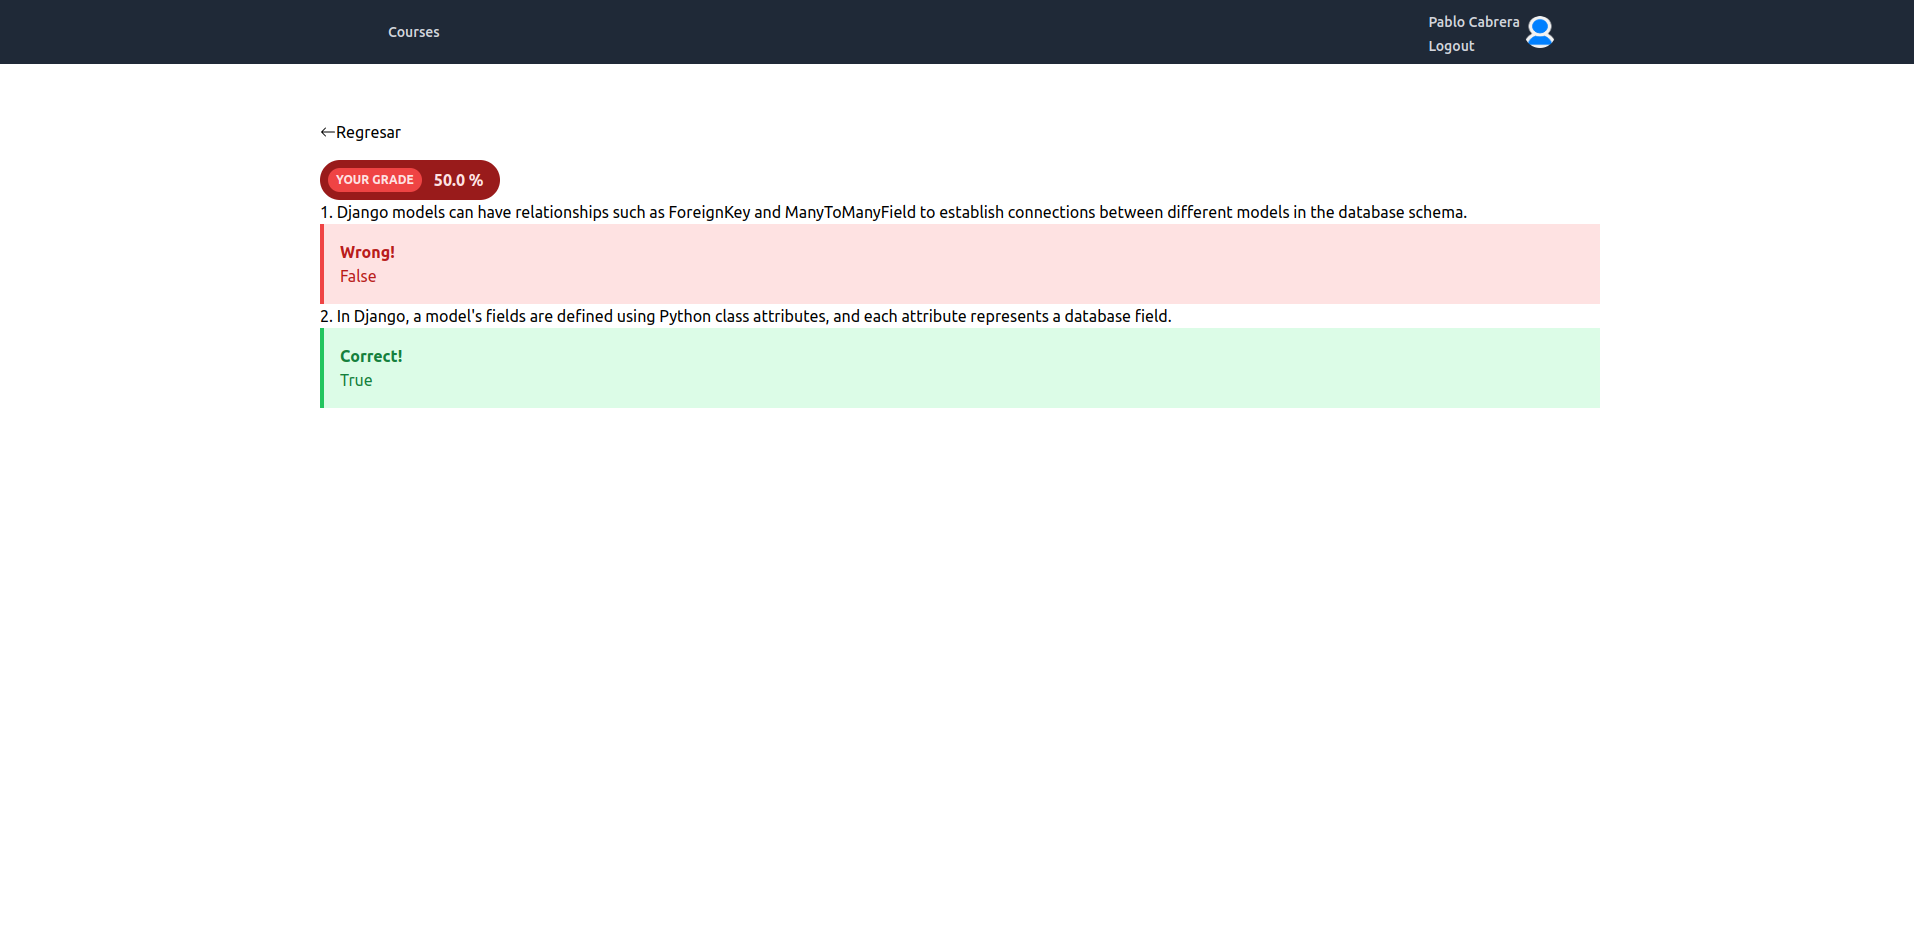 Courses
Pablo Cabrera
Logout
←Regresar
YOUR GRADE 50.0 %
1. Django models can have relationships such as ForeignKey and ManyToManyField to establish connections between different models in the database schema.
Wrong!
False
2. In Django, a model's fields are defined using Python class attributes, and each attribute represents a database field.
Correct!
True